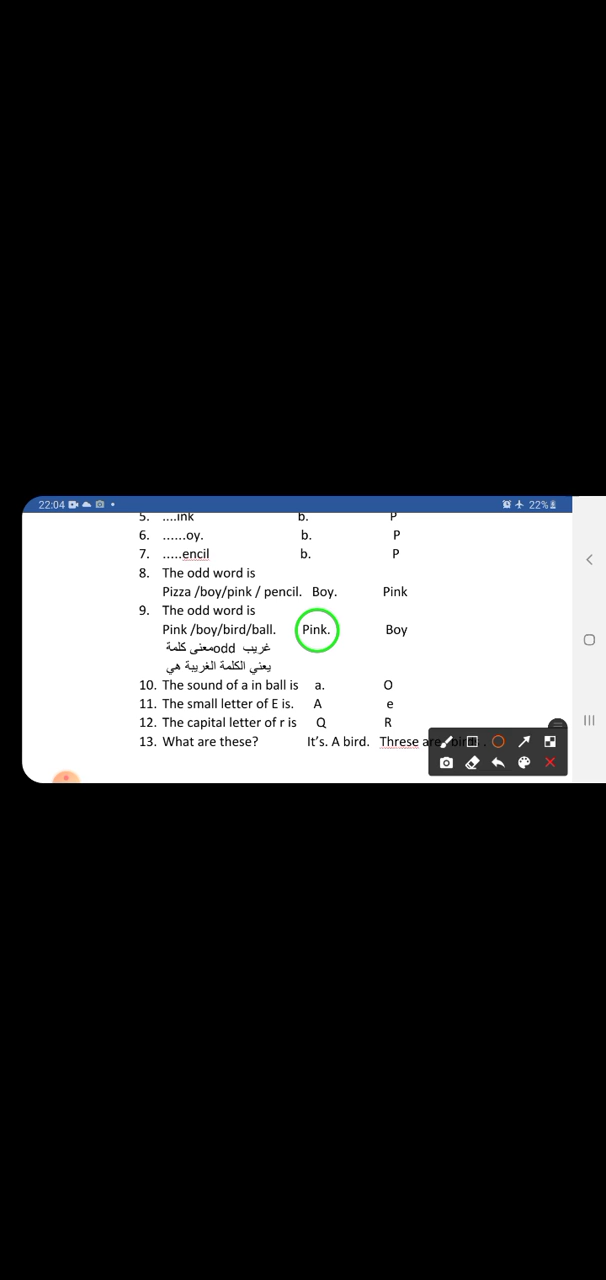 22:04 22%
5. ....ink b. P
6. ......oy. b. P
7. .....encil b. P
8. The odd word is
Pizza /boy/pink / pencil. Boy. Pink
9. The odd word is
Pink /boy/bird/ball. Pink. Boy
معنى كلمة odd غريب
يعني الكلمة الغريبة هي
10. The sound of a in ball is a. O
11. The small letter of E is. A e
12. The capital letter of r is Q R
13. What are these? It's. A bird. Threse are